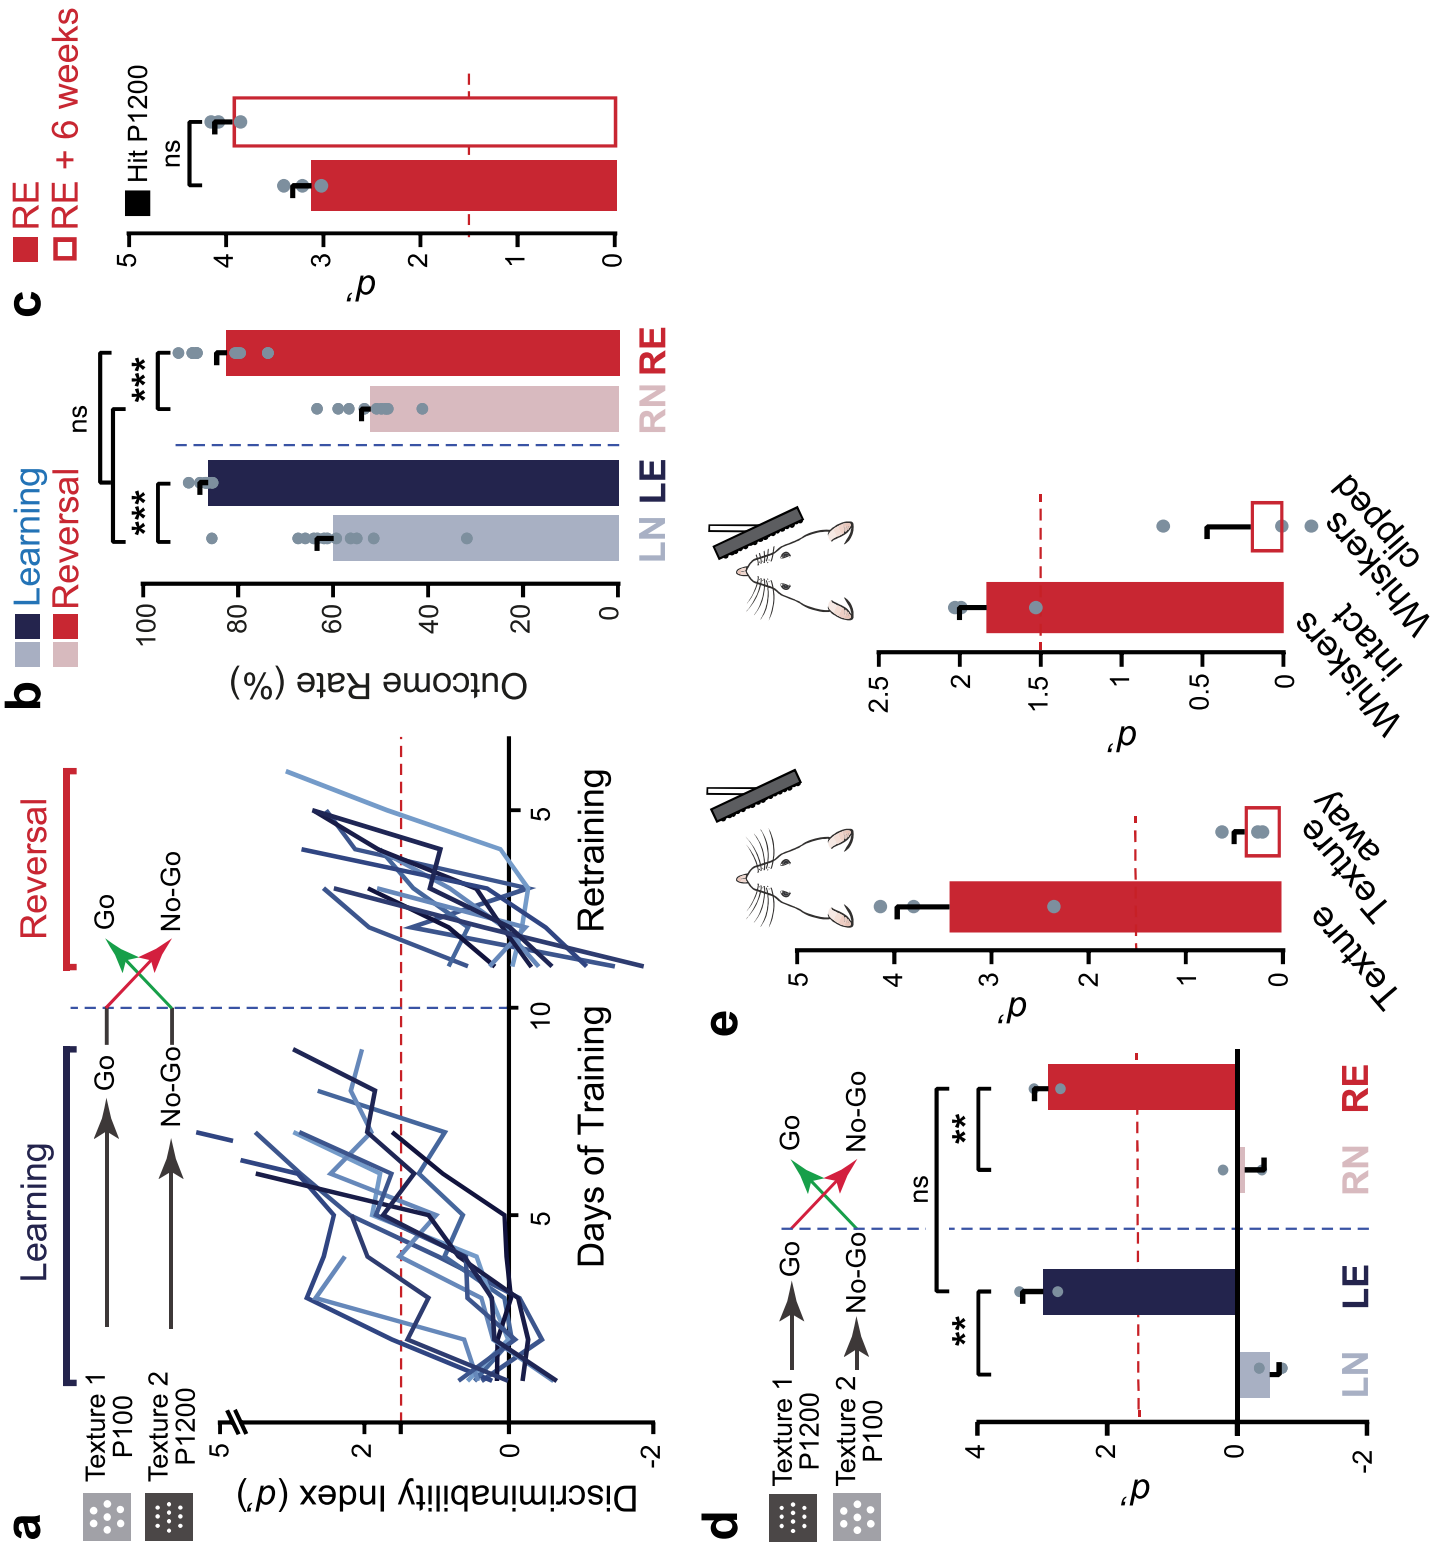 a
Learning
Reversal
Texture 1
P100
Go
Go
Texture 2
P1200
No-Go
No-Go
Discriminability Index (d’)
5
2
0
-2
5
10
5
Days of Training
Retraining
b
Learning
Reversal
Outcome Rate (%)
100
80
60
40
20
0
***
ns
***
LN
LE
RN
RE
c
RE
RE + 6 weeks
Hit P1200
d’
5
4
3
2
1
0
ns
d
Texture 1
P1200
Go
Go
Texture 2
P100
No-Go
No-Go
d’
4
2
0
-2
**
ns
**
LN
LE
RN
RE
e
d’
5
4
3
2
1
0
Texture
Texture
away
d’
2.5
2
1.5
1
0.5
0
Whiskers
intact
Whiskers
clipped